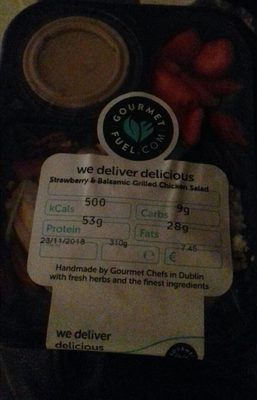 GOURMET
FUEL.COM
we deliver delicious
Strawberry & Balsamic Grilled Chicken Salad
kCals 500 Carbs 9g
Protein 53g Fats 28g
23/11/2018 310g ℮ € 7.45
Handmade by Gourmet Chefs in Dublin
with fresh herbs and the finest ingredients
we deliver
delicious